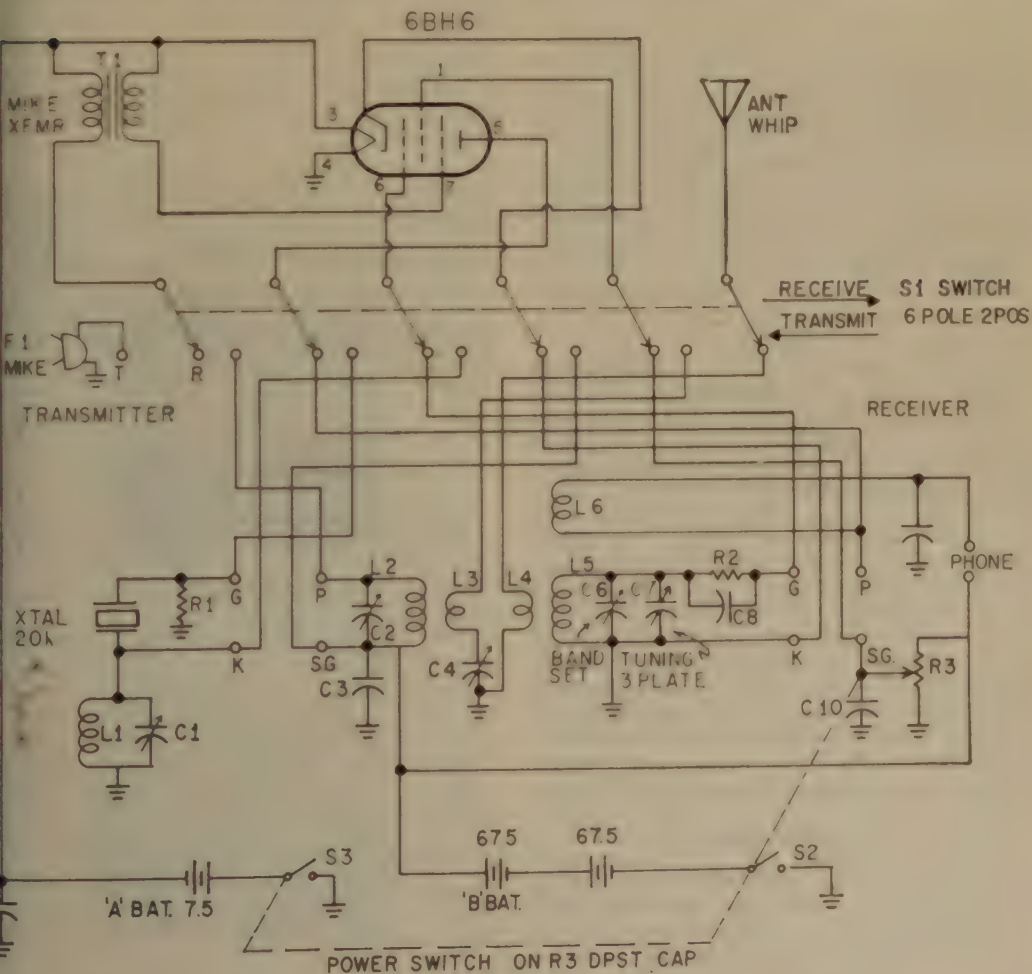 6BH6
T1
MIKE
XFMR
1
3
4
5
6
7
ANT
WHIP
RECEIVE
TRANSMIT
S1 SWITCH
6 POLE 2POS
F1
MIKE
T
R
TRANSMITTER
RECEIVER
L6
PHONE
XTAL
20k
R1
G
K
P
SG
L2
C2
C3
L3
L4
C4
L5
C6
C7
R2
C8
G
K
P
SG.
BAND
SET
TUNING
3 PLATE
R3
C10
L1
C1
S3
'A' BAT. 7.5
67.5
67.5
'B' BAT.
S2
POWER SWITCH ON R3 DPST CAP